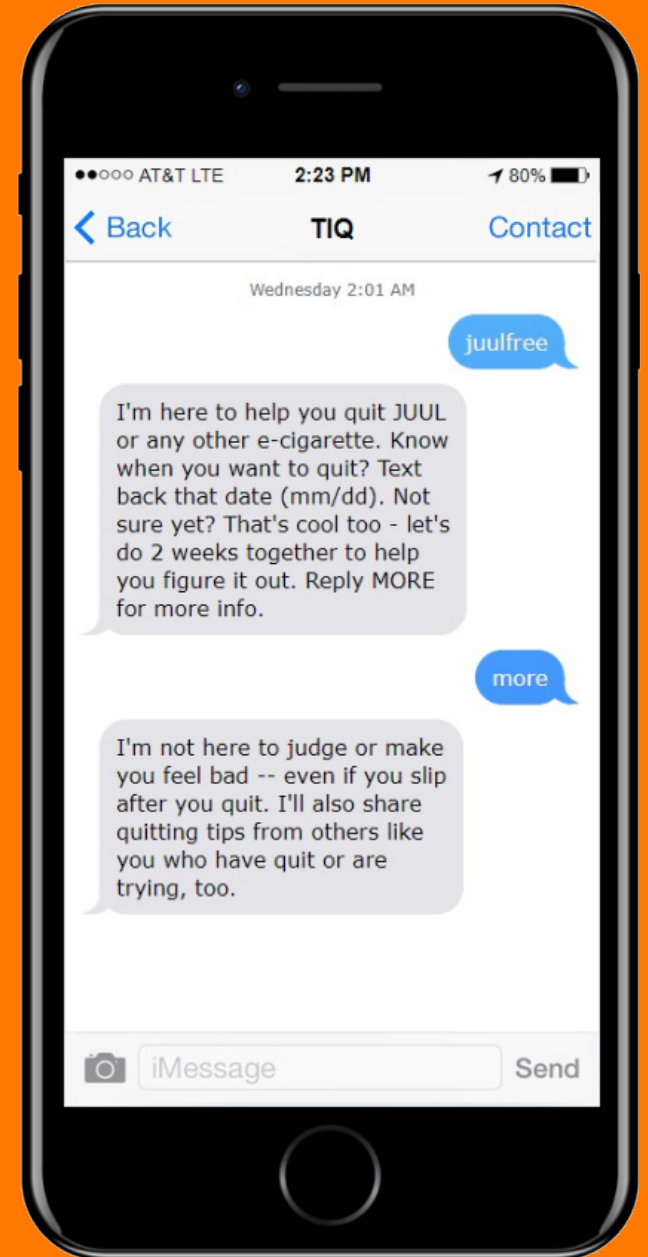 AT&T LTE 2:23 PM 80%
Back TIQ Contact
Wednesday 2:01 AM
juulfree
I'm here to help you quit JUUL
or any other e-cigarette. Know
when you want to quit? Text
back that date (mm/dd). Not
sure yet? That's cool too - let's
do 2 weeks together to help
you figure it out. Reply MORE
for more info.
more
I'm not here to judge or make
you feel bad -- even if you slip
after you quit. I'll also share
quitting tips from others like
you who have quit or are
trying, too.
iMessage Send